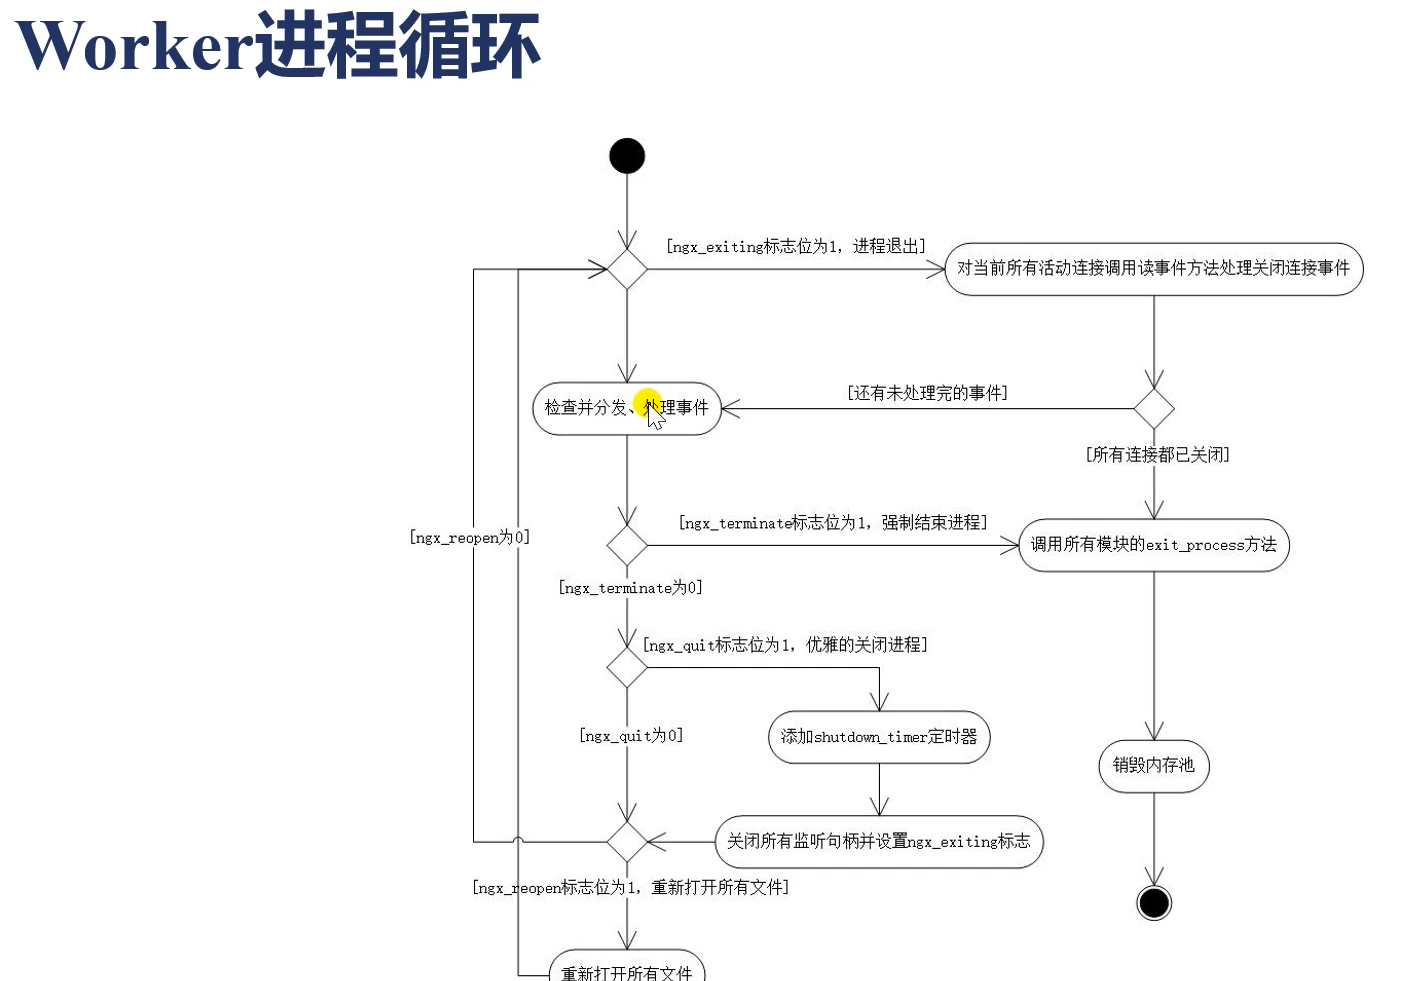 Worker进程循环
[ngx_exiting标志位为1，进程退出]
对当前所有活动连接调用读事件方法处理关闭连接事件
[还有未处理完的事件]
检查并分发、处理事件
[所有连接都已关闭]
[ngx_terminate标志位为1，强制结束进程]
[ngx_reopen为0]
调用所有模块的exit_process方法
[ngx_terminate为0]
[ngx_quit标志位为1，优雅的关闭进程]
[ngx_quit为0]
添加shutdown_timer定时器
销毁内存池
关闭所有监听句柄并设置ngx_exiting标志
[ngx_reopen标志位为1，重新打开所有文件]
重新打开所有文件